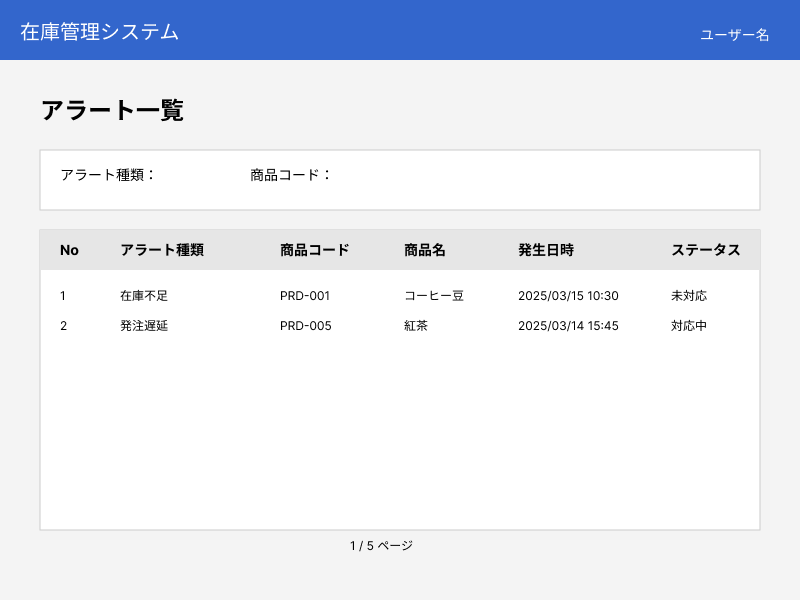 在庫管理システム
ユーザー名
アラート一覧
アラート種類： 商品コード：
No アラート種類 商品コード 商品名 発生日時 ステータス
1 在庫不足 PRD-001 コーヒー豆 2025/03/15 10:30 未対応
2 発注遅延 PRD-005 紅茶 2025/03/14 15:45 対応中
1 / 5 ページ